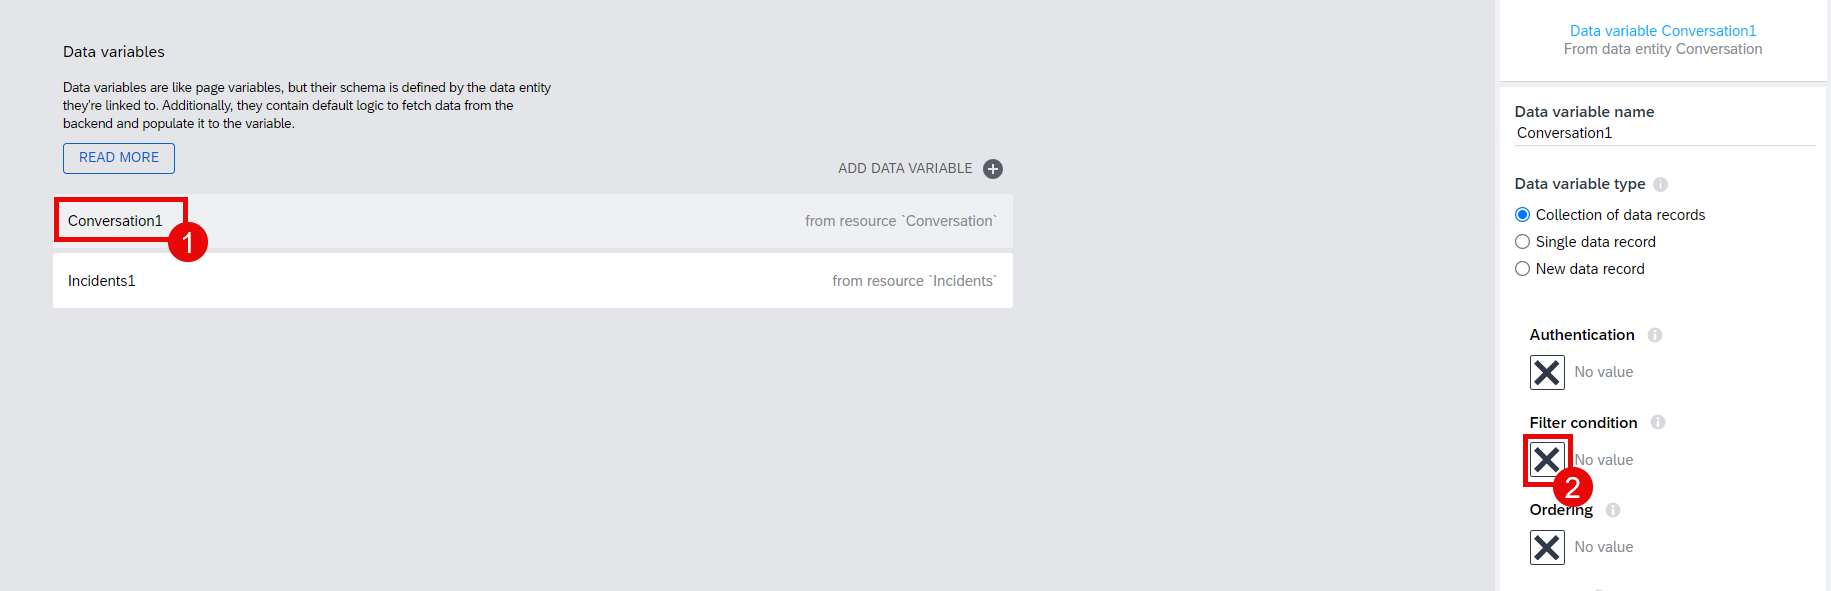 Data variables
Data variables are like page variables, but their schema is defined by the data entity
they're linked to. Additionally, they contain default logic to fetch data from the
backend and populate it to the variable.
READ MORE
ADD DATA VARIABLE
Conversation1
from resource `Conversation`
1
Incidents1
from resource `Incidents`
Data variable Conversation1
From data entity Conversation
Data variable name
Conversation1
Data variable type
Collection of data records
Single data record
New data record
Authentication
No value
Filter condition
No value
2
Ordering
No value